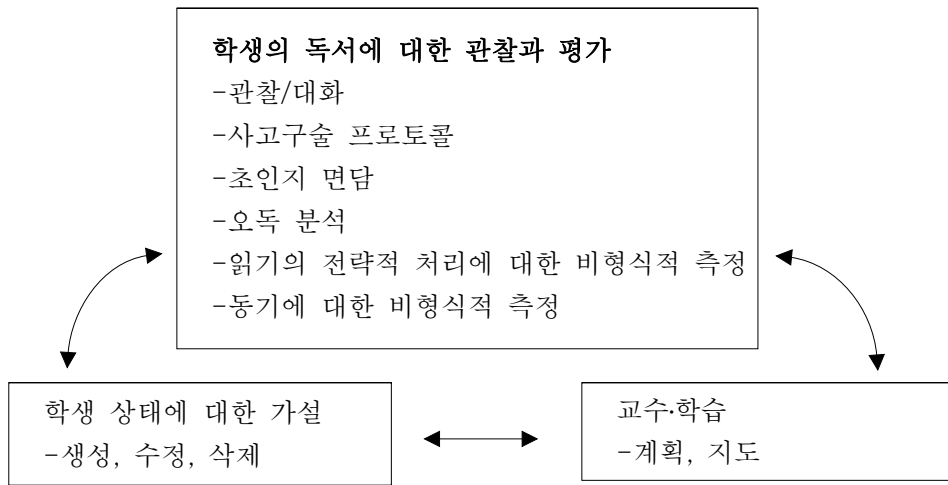 학생의 독서에 대한 관찰과 평가
-관찰/대화
-사고구술 프로토콜
-초인지 면담
-오독 분석
-읽기의 전략적 처리에 대한 비형식적 측정
-동기에 대한 비형식적 측정
학생 상태에 대한 가설
-생성, 수정, 삭제
교수·학습
-계획, 지도